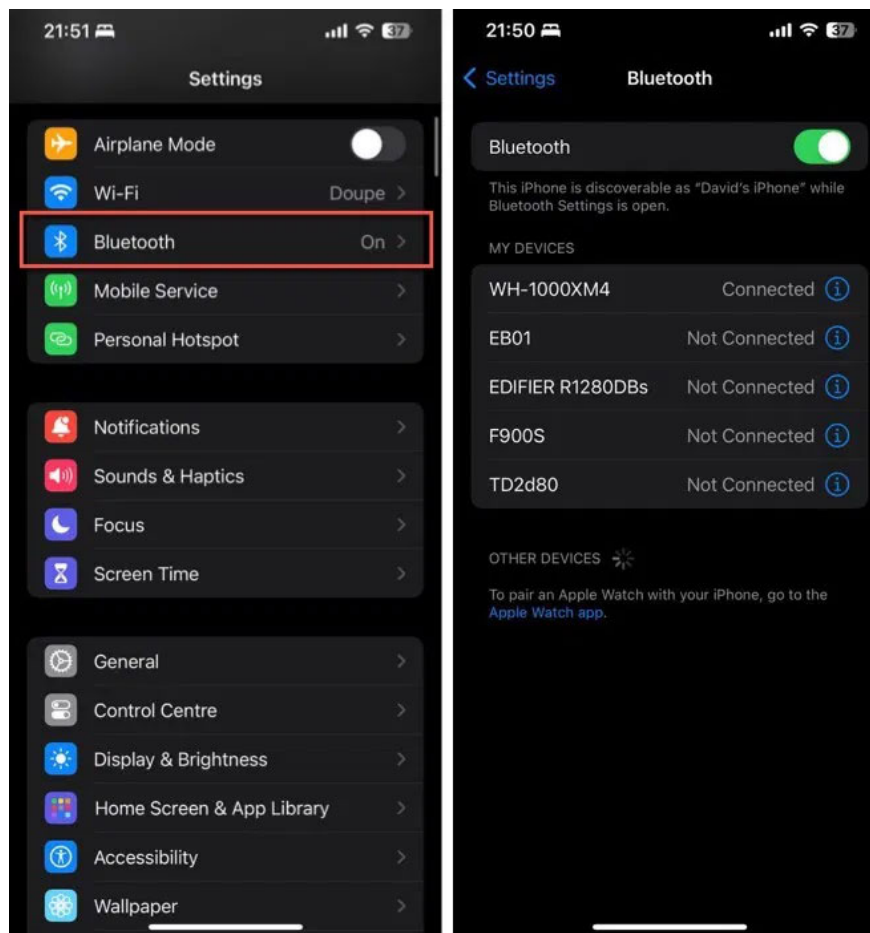 21:51
37
Settings
Airplane Mode
Wi-Fi Doupe
Bluetooth On
Mobile Service
Personal Hotspot
Notifications
Sounds & Haptics
Focus
Screen Time
General
Control Centre
Display & Brightness
Home Screen & App Library
Accessibility
Wallpaper
21:50
37
Settings Bluetooth
Bluetooth
This iPhone is discoverable as “David's iPhone” while
Bluetooth Settings is open.
MY DEVICES
WH-1000XM4 Connected
EB01 Not Connected
EDIFIER R1280DBs Not Connected
F900S Not Connected
TD2d80 Not Connected
OTHER DEVICES
To pair an Apple Watch with your iPhone, go to the
Apple Watch app.